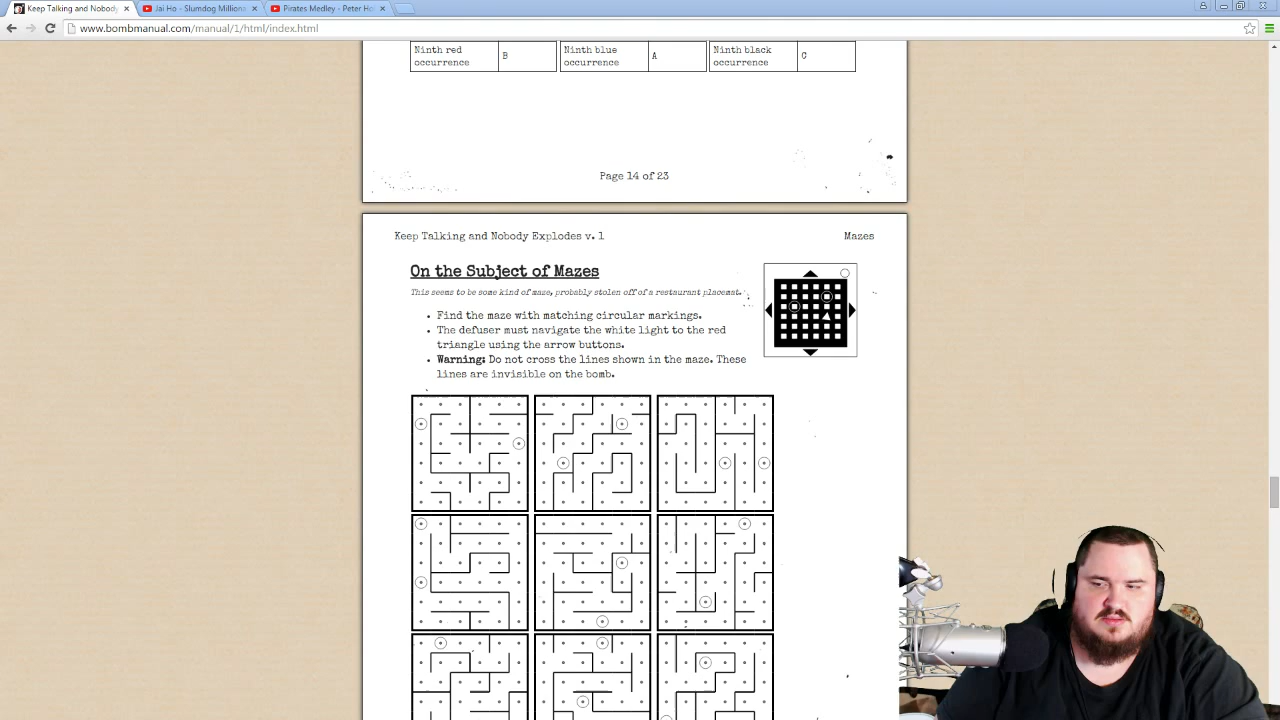 Keep Talking and Nobody
Jai Ho - Slumdog Milliona
Pirates Medley - Peter Ho
www.bombmanual.com/manual/1/html/index.html
Ninth red occurrence B Ninth blue occurrence A Ninth black occurrence C
Page 14 of 23
Keep Talking and Nobody Explodes v. 1 Mazes
On the Subject of Mazes
This seems to be some kind of maze, probably stolen off of a restaurant placemat.
• Find the maze with matching circular markings.
• The defuser must navigate the white light to the red
triangle using the arrow buttons.
• Warning: Do not cross the lines shown in the maze. These
lines are invisible on the bomb.